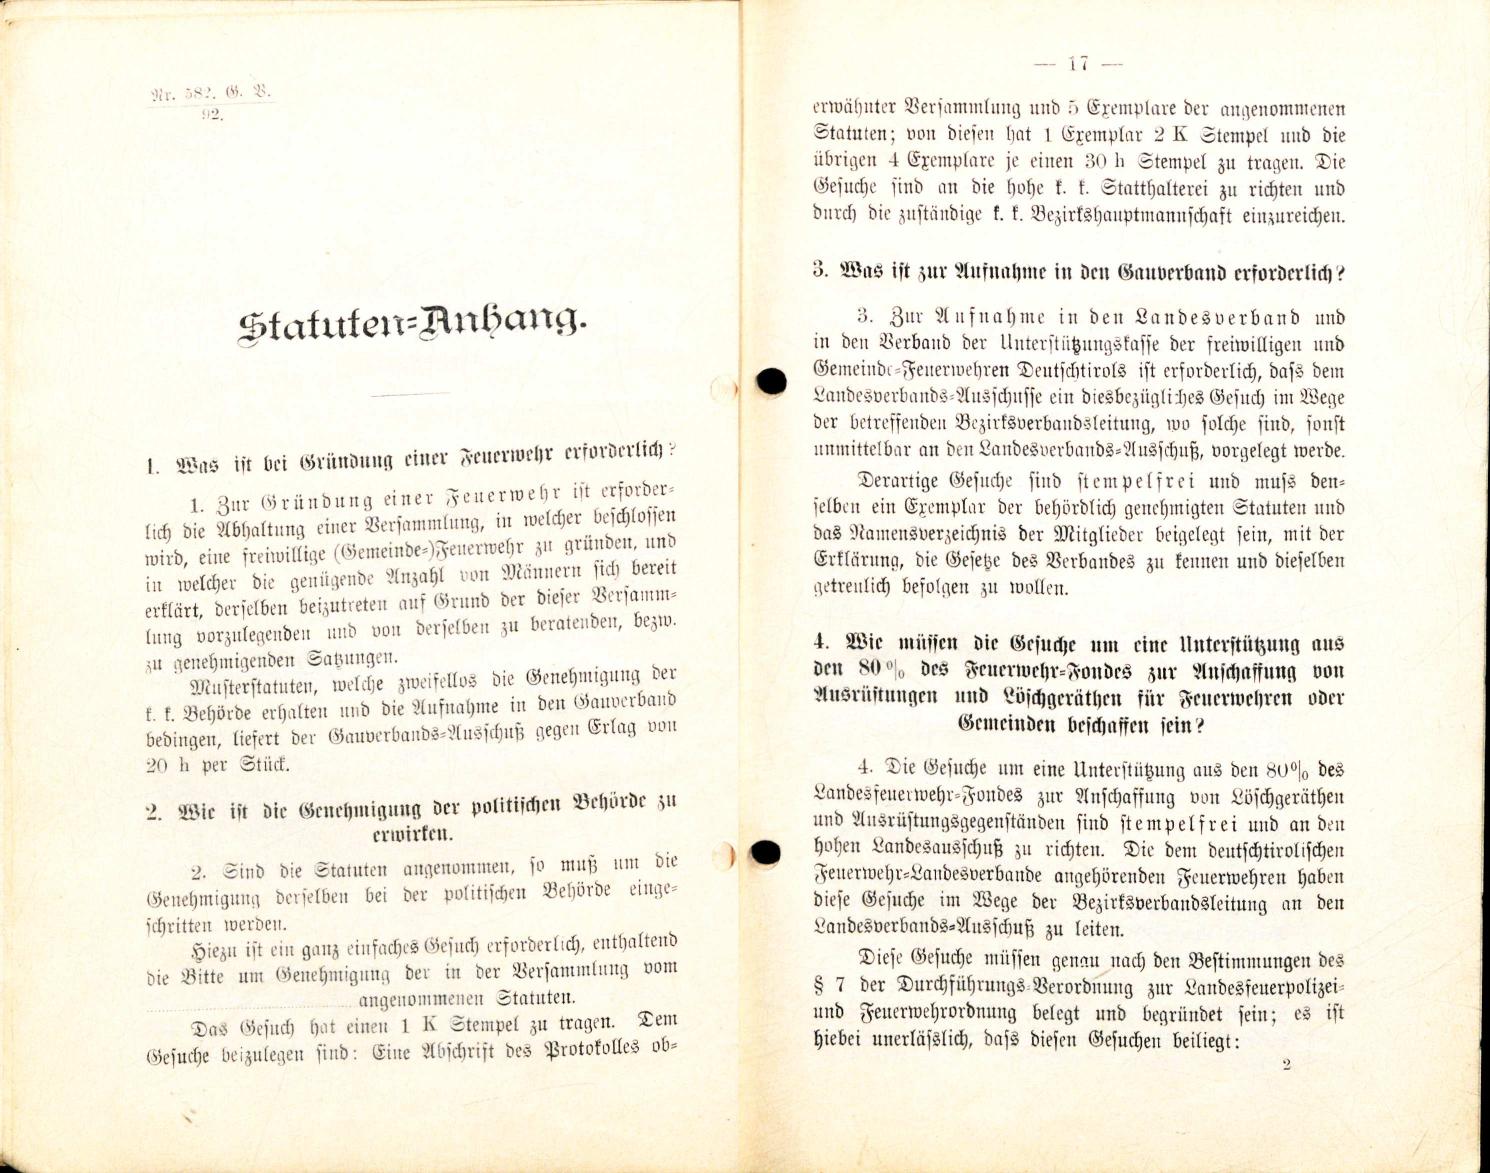 Nr. 582. G. V.
92.
Statuten-Anhang.
1. Was ist bei Gründung einer Feuerwehr erforderlich?
1. Zur Gründung einer Feuerwehr ist erforder-
lich die Abhaltung einer Versammlung, in welcher beschlossen
wird, eine freiwillige (Gemeinde-)Feuerwehr zu gründen, und
in welcher die genügende Anzahl von Männern sich bereit
erklärt, derselben beizutreten auf Grund der dieser Versamm-
lung vorzulegenden und von derselben zu beratenden, bezw.
zu genehmigenden Satzungen.
Musterstatuten, welche zweifellos die Genehmigung der
k. k. Behörde erhalten und die Aufnahme in den Gauverband
bedingen, liefert der Gauverbands-Ausschuß gegen Erlag von
20 h per Stück.
2. Wie ist die Genehmigung der politischen Behörde zu
erwirken.
2. Sind die Statuten angenommen, so muß um die
Genehmigung derselben bei der politischen Behörde einge-
schritten werden.
Hiezu ist ein ganz einfaches Gesuch erforderlich, enthaltend
die Bitte um Genehmigung der in der Versammlung vom
angenommenen Statuten.
Das Gesuch hat einen 1 K Stempel zu tragen. Dem
Gesuche beizulegen sind: Eine Abschrift des Protokolles ob-
— 17 —
erwähnter Versammlung und 5 Exemplare der angenommenen
Statuten; von diesen hat 1 Exemplar 2 K Stempel und die
übrigen 4 Exemplare je einen 30 h Stempel zu tragen. Die
Gesuche sind an die hohe k. k. Statthalterei zu richten und
durch die zuständige k. k. Bezirkshauptmannschaft einzureichen.
3. Was ist zur Aufnahme in den Gauverband erforderlich?
3. Zur Aufnahme in den Landesverband und
in den Verband der Unterstützungskasse der freiwilligen und
Gemeinde-Feuerwehren Deutschtirols ist erforderlich, dass dem
Landesverbands-Ausschusse ein diesbezügliches Gesuch im Wege
der betreffenden Bezirksverbandsleitung, wo solche sind, sonst
unmittelbar an den Landesverbands-Ausschuß, vorgelegt werde.
Derartige Gesuche sind stempelfrei und muss den-
selben ein Exemplar der behördlich genehmigten Statuten und
das Namensverzeichnis der Mitglieder beigelegt sein, mit der
Erklärung, die Gesetze des Verbandes zu kennen und dieselben
getreulich befolgen zu wollen.
4. Wie müssen die Gesuche um eine Unterstützung aus
den 80% des Feuerwehr-Fondes zur Anschaffung von
Ausrüstungen und Löschgeräthen für Feuerwehren oder
Gemeinden beschaffen sein?
4. Die Gesuche um eine Unterstützung aus den 80% des
Landesfeuerwehr-Fondes zur Anschaffung von Löschgeräthen
und Ausrüstungsgegenständen sind stempelfrei und an den
hohen Landesausschuß zu richten. Die dem deutschtirolischen
Feuerwehr-Landesverbande angehörenden Feuerwehren haben
diese Gesuche im Wege der Bezirksverbandsleitung an den
Landesverbands-Ausschuß zu leiten.
Diese Gesuche müssen genau nach den Bestimmungen des
§ 7 der Durchführungs-Verordnung zur Landesfeuerpolizei-
und Feuerwehrordnung belegt und begründet sein; es ist
hiebei unerlässlich, dass diesen Gesuchen beiliegt:
2